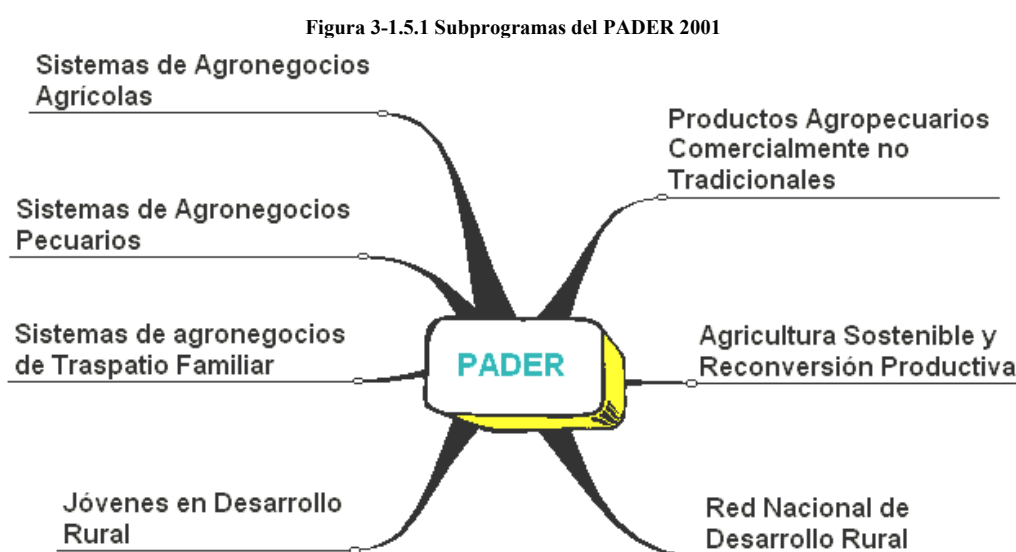 Figura 3-1.5.1 Subprogramas del PADER 2001
Sistemas de Agronegocios
Agrícolas
Productos Agropecuarios
Comercialmente no
Tradicionales
Sistemas de Agronegocios
Pecuarios
Sistemas de agronegocios
de Traspatio Familiar
PADER
Agricultura Sostenible y
Reconversión Productiva
Jóvenes en Desarrollo
Rural
Red Nacional de
Desarrollo Rural